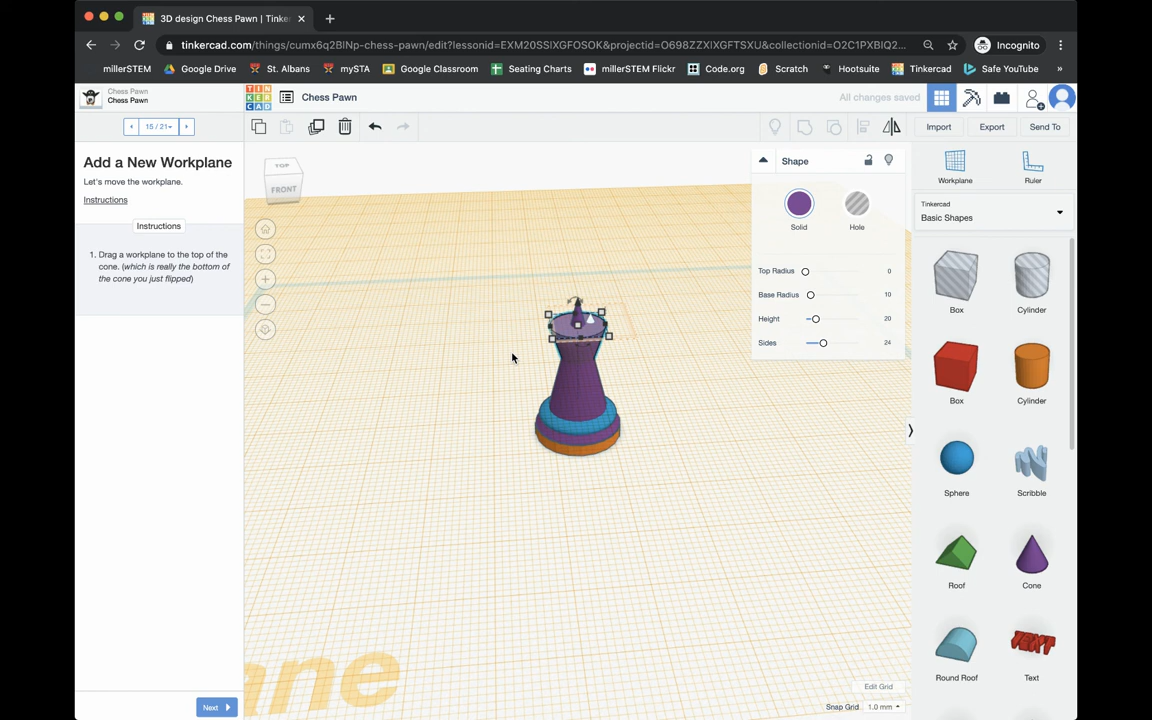 3D design Chess Pawn | Tinke
tinkercad.com/things/cumx6q2BlNp-chess-pawn/edit?lessonid=EXM20SSIXGFOSOK&projectid=O698ZZXIXGFTSXU&collectionid=O2C1PXBIQ2...
Incognito
millerSTEM
Google Drive
St. Albans
mySTA
Google Classroom
Seating Charts
millerSTEM Flickr
Code.org
Scratch
Hootsuite
Tinkercad
Safe YouTube
»
Chess Pawn
Chess Pawn
TIN
KER
CAD
Chess Pawn
All changes saved
15 / 21
Import
Export
Send To
Add a New Workplane
Let's move the workplane.
Instructions
Instructions
1. Drag a workplane to the top of the
cone. (which is really the bottom of
the cone you just flipped)
TOP
FRONT
Shape
Solid
Hole
Top Radius 0
Base Radius 10
Height 20
Sides 24
Workplane
Ruler
Tinkercad
Basic Shapes
Box
Cylinder
Box
Cylinder
Sphere
Scribble
Roof
Cone
TEXT
Round Roof
Text
ane
Edit Grid
Snap Grid 1.0 mm
Next